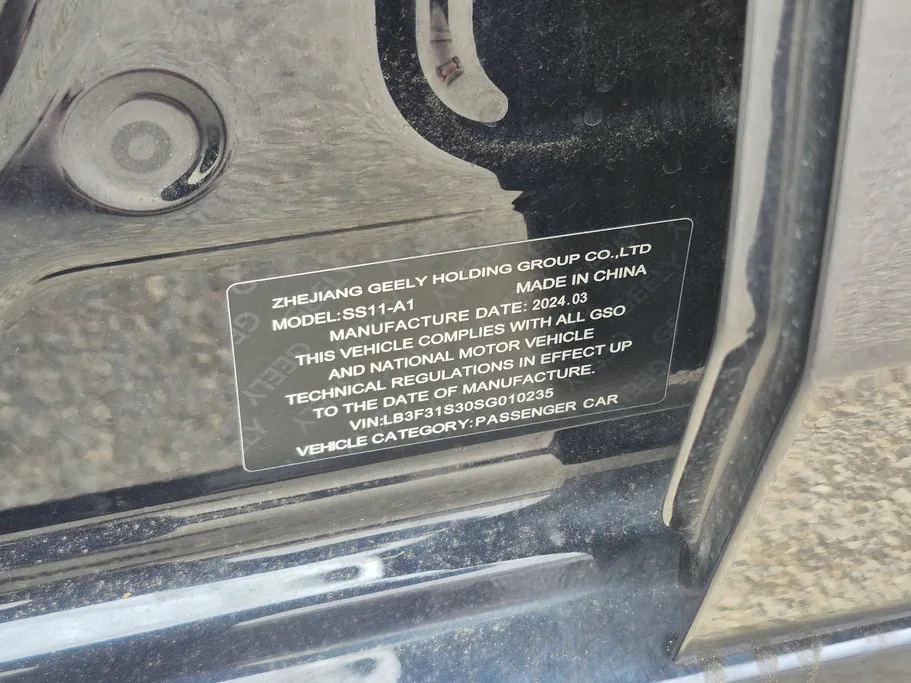 ZHEJIANG GEELY HOLDING GROUP CO.,LTD
MODEL:SS11-A1 MADE IN CHINA
MANUFACTURE DATE: 2024.03
THIS VEHICLE COMPLIES WITH ALL GSO
AND NATIONAL MOTOR VEHICLE
TECHNICAL REGULATIONS IN EFFECT UP
TO THE DATE OF MANUFACTURE.
VIN:LB3F31S30SG010235
VEHICLE CATEGORY:PASSENGER CAR